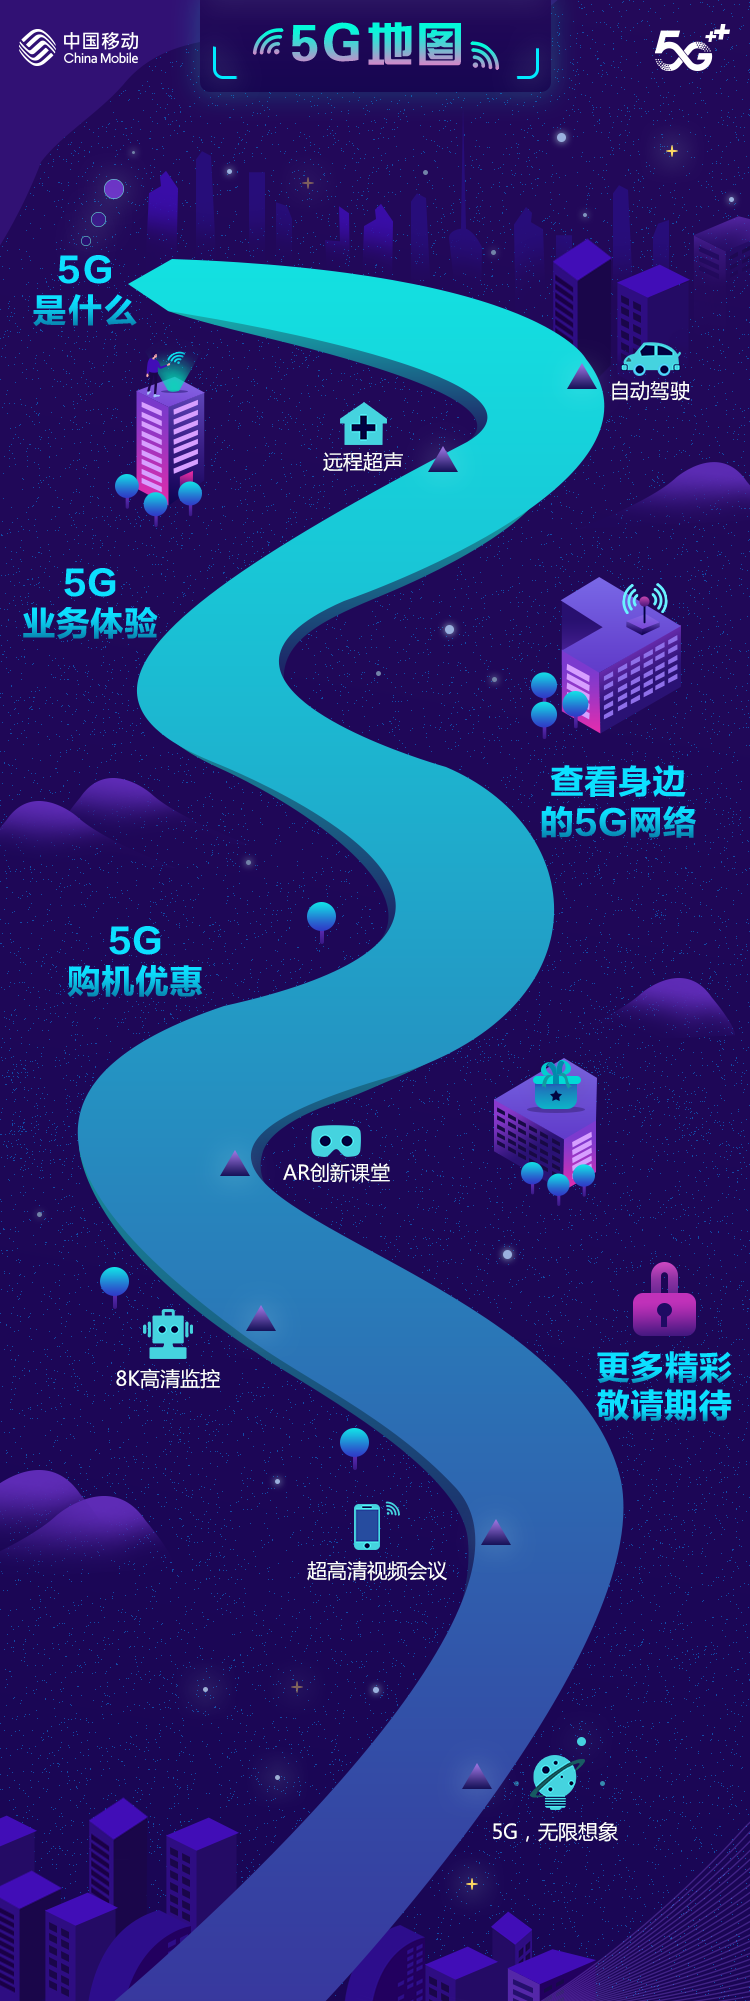 中国移动
China Mobile
5G地图
5G++
5G
是什么
自动驾驶
远程超声
5G
业务体验
查看身边
的5G网络
5G
购机优惠
AR创新课堂
更多精彩
敬请期待
8K高清监控
超高清视频会议
5G，无限想象